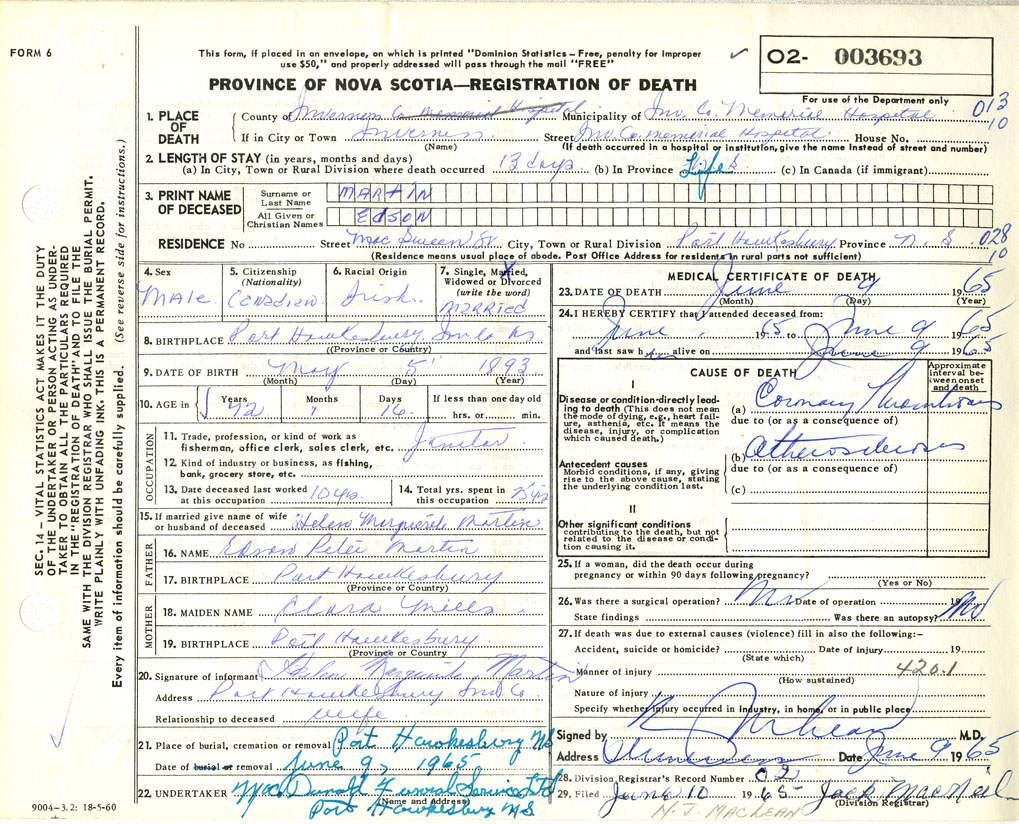 FORM 6
This form, if placed in an envelope, on which is printed "Dominion Statistics – Free, penalty for improper
use $50," and properly addressed will pass through the mail "FREE"
PROVINCE OF NOVA SCOTIA—REGISTRATION OF DEATH
✓ O2- 003693
For use of the Department only
013
10
1. PLACE OF DEATH
County of Inverness Co Memorial Hospital Municipality of Inv. Co. Memorial Hospital
If in City or Town Inverness. Street Inv. Co. memorial Hospital House No.
(Name) (If death occurred in a hospital or institution, give the name instead of street and number)
2. LENGTH OF STAY (in years, months and days)
(a) In City, Town or Rural Division where death occurred 13 days (b) In Province Life (c) In Canada (if immigrant)
3. PRINT NAME OF DECEASED
Surname or Last Name MARTIN
All Given or Christian Names EDSON
RESIDENCE No Street MacSween St City, Town or Rural Division Port Hawkesbury Province N. S 028
10
(Residence means usual place of abode. Post Office Address for residents in rural parts not sufficient)
4. Sex MALE
5. Citizenship (Nationality) Canadian
6. Racial Origin Irish.
7. Single, Married, Widowed or Divorced (write the word) MARRIED
8. BIRTHPLACE Port Hawkesbury Inv Co NS
(Province or Country)
9. DATE OF BIRTH May 5 1893
(Month) (Day) (Year)
10. AGE in Years 72 Months 1 Days If less than one day old hrs. or min.
OCCUPATION
11. Trade, profession, or kind of work as fisherman, office clerk, sales clerk, etc. Janitor
12. Kind of industry or business, as fishing, bank, grocery store, etc.
13. Date deceased last worked at this occupation
14. Total yrs. spent in this occupation
15. If married give name of wife or husband of deceased Helen Marguerite Martin
FATHER
16. NAME Edson Peter Martin
17. BIRTHPLACE Port Hawkesbury
(Province or Country)
MOTHER
18. MAIDEN NAME Clara Mills
19. BIRTHPLACE Port Hawkesbury.
(Province or Country)
20. Signature of informant Helen Marguerite Martin
Address Port Hawkesbury Inv. Co.
Relationship to deceased wife
21. Place of burial, cremation or removal Port Hawkesbury NS
Date of burial or removal June 9, 1965
22. UNDERTAKER Funeral Service Ltd
(Name and Address)
Port Hawkesbury N.S.
9004–3.2: 18-5-60
MEDICAL CERTIFICATE OF DEATH
23. DATE OF DEATH June 9 1965
(Month) (Day) (Year)
24. I HEREBY CERTIFY that I attended deceased from:
June, 1965 to June 9 1965
and last saw him alive on June 9 1965
CAUSE OF DEATH
Approximate interval between onset and death
I
Disease or condition directly leading to death (This does not mean the mode of dying, e.g., heart failure, asthenia, etc. It means the disease, injury, or complication which caused death.)
(a) Coronary Thrombosis
due to (or as a consequence of)
Antecedent causes
Morbid conditions, if any, giving rise to the above cause, stating the underlying condition last.
(b) Atherosclerosis
due to (or as a consequence of)
(c)
II
Other significant conditions
contributing to the death, but not related to the disease or condition causing it.
25. If a woman, did the death occur during
pregnancy or within 90 days following pregnancy?
(Yes or No)
26. Was there a surgical operation? No Date of operation 19
State findings Was there an autopsy? No
27. If death was due to external causes (violence) fill in also the following:–
Accident, suicide or homicide? Date of injury 19
(State which)
Manner of injury 420.1
(How sustained)
Nature of injury
Specify whether injury occurred in industry, in home, or in public place
Signed by M.D.
Address Inverness Date June 9 1965
28. Division Registrar's Record Number 02
29. Filed June 10 1965 Jack MacNeil
(Division Registrar)
N.J. MACLEAN
SEC. 14 – VITAL STATISTICS ACT MAKES IT THE DUTY
OF THE UNDERTAKER OR PERSON ACTING AS UNDER-
TAKER TO OBTAIN ALL THE PARTICULARS REQUIRED
IN THE "REGISTRATION OF DEATH" AND TO FILE THE
SAME WITH THE DIVISION REGISTRAR WHO SHALL ISSUE THE BURIAL PERMIT.
WRITE PLAINLY WITH UNFADING INK. THIS IS A PERMANENT RECORD.
Every item of information should be carefully supplied. (See reverse side for instructions.)